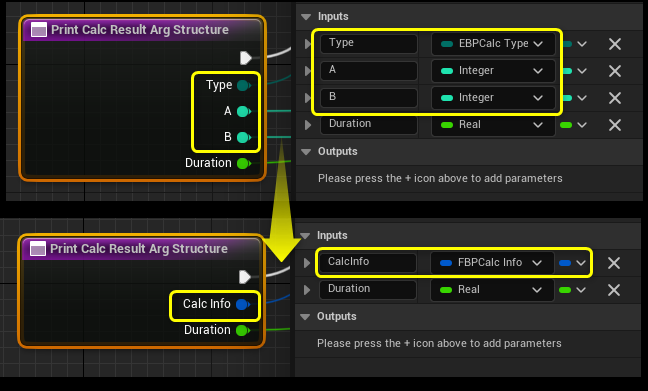 Print Calc Result Arg Structure
Type
A
B
Duration
Inputs
Type EBPCalc Type
A Integer
B Integer
Duration Real
Outputs
Please press the + icon above to add parameters
Print Calc Result Arg Structure
Calc Info
Duration
Inputs
CalcInfo FBPCalc Info
Duration Real
Outputs
Please press the + icon above to add parameters